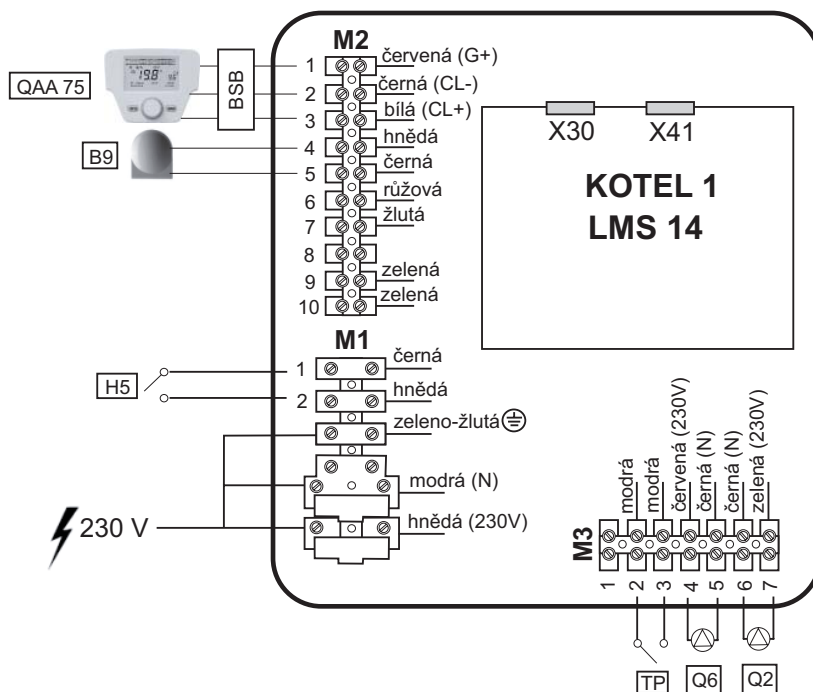 M2
QAA 75
BSB
B9
1 červená (G+)
2 černá (CL-)
3 bílá (CL+)
4 hnědá
5 černá
6 růžová
7 žlutá
8
9 zelená
10 zelená
X30 X41
KOTEL 1
LMS 14
M1
H5
1 černá
2 hnědá
zeleno-žlutá
modrá (N)
230 V
hnědá (230V)
M3
modrá
modrá
červená (230V)
černá (N)
černá (N)
zelená (230V)
1 2 3 4 5 6 7
TP Q6 Q2